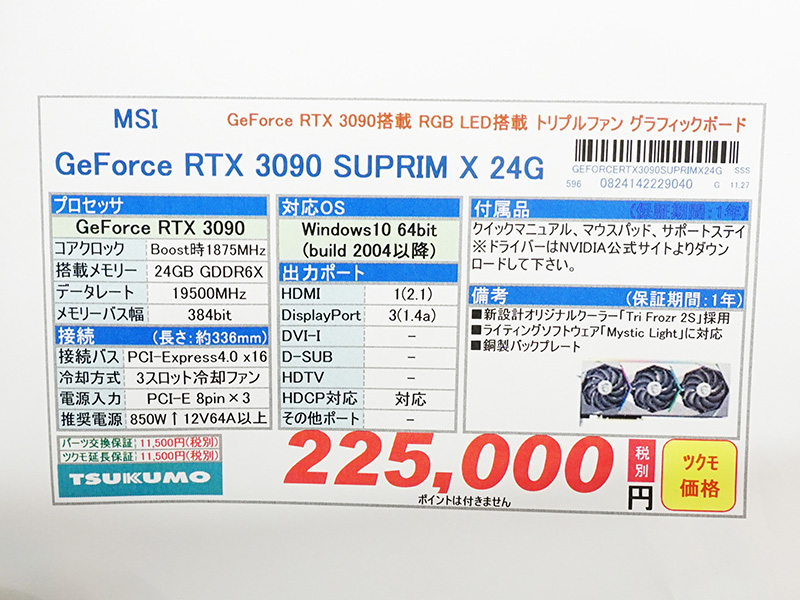 MSI
GeForce RTX 3090搭載 RGB LED搭載 トリプルファン グラフィックボード
GeForce RTX 3090 SUPRIM X 24G
GEFORCERTX3090SUPRIMX24G SSS
596 0824142229040 G 11.27
プロセッサ
GeForce RTX 3090
コアクロック Boost時1875MHz
搭載メモリー 24GB GDDR6X
データレート 19500MHz
メモリーバス幅 384bit
接続 (長さ:約336mm)
接続バス PCI-Express4.0 x16
冷却方式 3スロット冷却ファン
電源入力 PCI-E 8pin×3
推奨電源 850W↑12V64A以上
対応OS
Windows10 64bit
(build 2004以降)
出力ポート
HDMI 1(2.1)
DisplayPort 3(1.4a)
DVI-I -
D-SUB -
HDTV -
HDCP対応 対応
その他ポート -
付属品 (保証期間:1年)
クイックマニュアル、マウスパッド、サポートステイ
※ドライバーはNVIDIA公式サイトよりダウン
ロードして下さい。
備考 (保証期間:1年)
■新設計オリジナルクーラー「Tri Frozr 2S」採用
■ライティングソフトウェア「Mystic Light」に対応
■銅製バックプレート
パーツ交換保証:11,500円(税別)
ツクモ延長保証:11,500円(税別)
TSUKUMO
225,000 税別 円
ポイントは付きません
ツクモ
価格